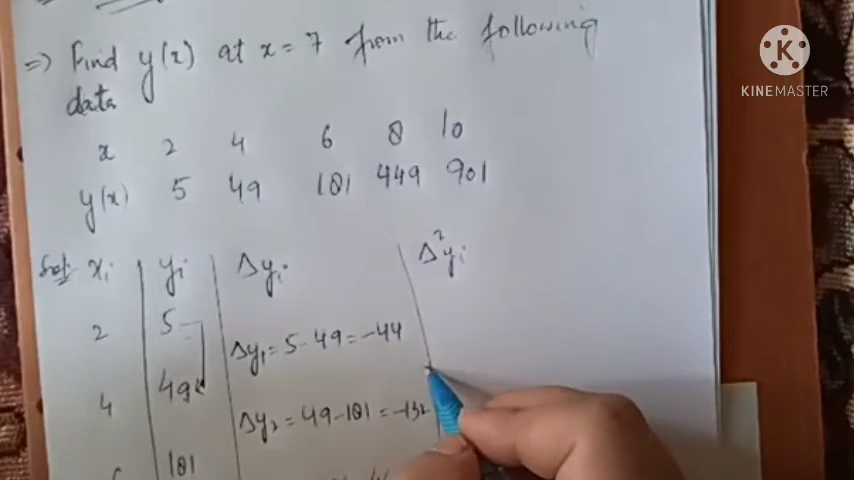 K
KINEMASTER
=> Find y(x) at x = 7 from the following
data
x 2 4 6 8 10
y(x) 5 49 181 449 901
Sol: xi yi Δyi Δ²yi
2 5
Δy1 = 5 - 49 = -44
4 49
Δy2 = 49 - 181 = -132
181